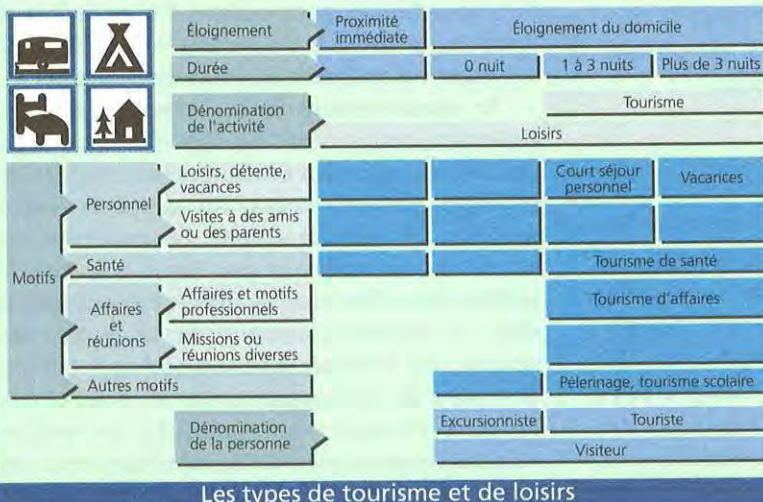 Éloignement
Proximité
immédiate
Éloignement du domicile
Durée
0 nuit
1 à 3 nuits
Plus de 3 nuits
Dénomination
de l'activité
Tourisme
Loisirs
Motifs
Personnel
Loisirs, détente,
vacances
Court séjour
personnel
Vacances
Visites à des amis
ou des parents
Santé
Tourisme de santé
Affaires
et
réunions
Affaires et motifs
professionnels
Tourisme d'affaires
Missions ou
réunions diverses
Autres motifs
Pélerinage, tourisme scolaire
Dénomination
de la personne
Excursionniste
Touriste
Visiteur
Les types de tourisme et de loisirs